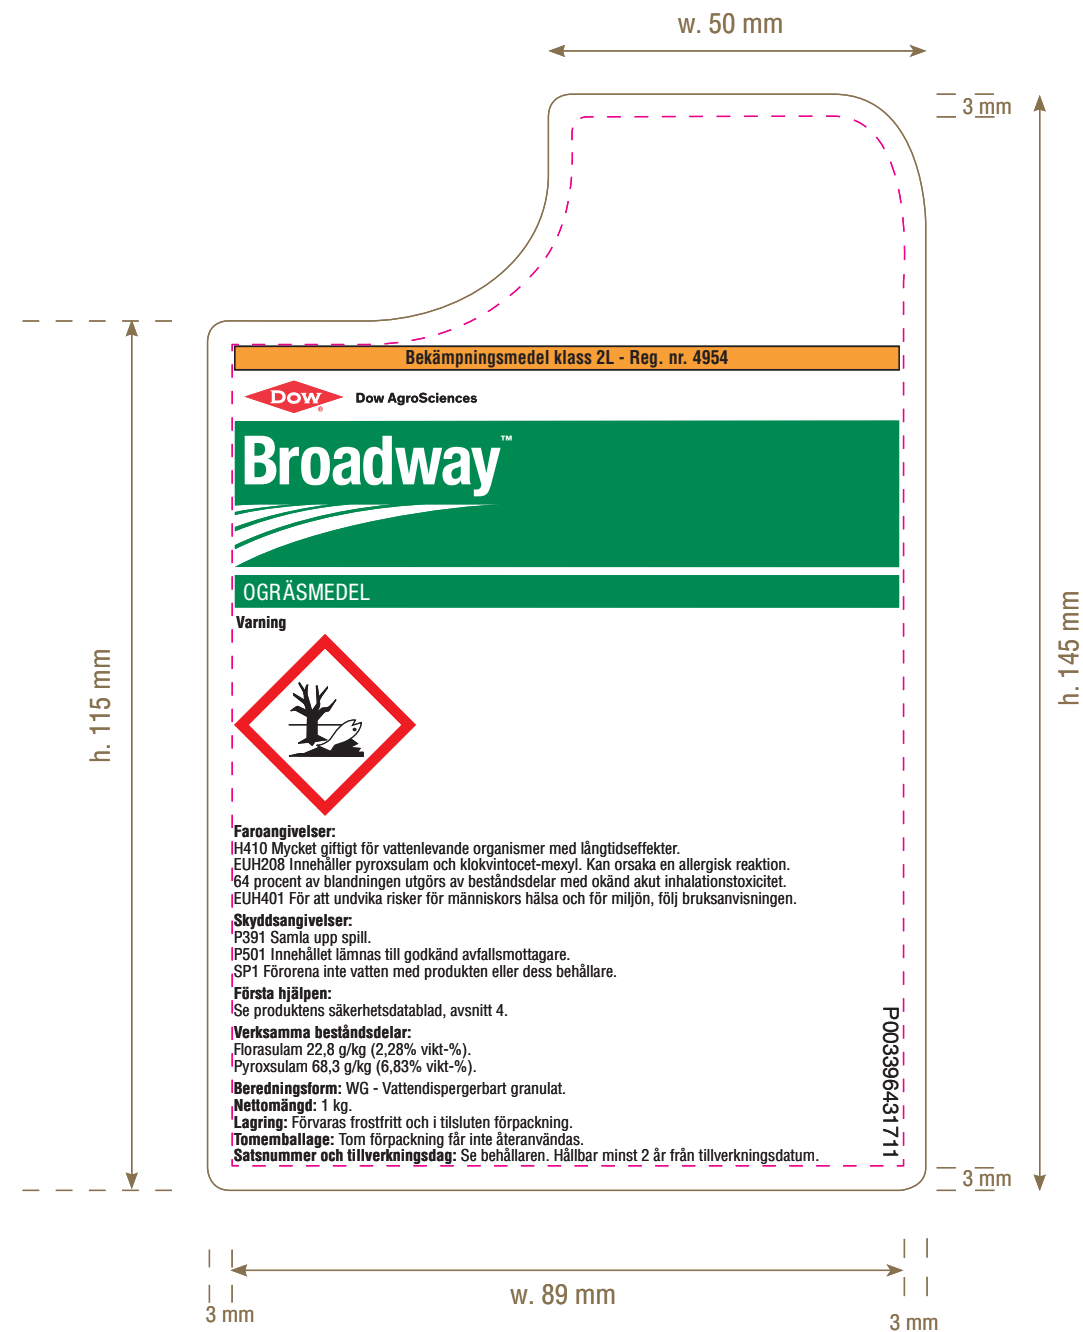 w. 50 mm
3 mm
Bekämpningsmedel klass 2L - Reg. nr. 4954
Dow® Dow AgroSciences
Broadway™
OGRÄSMEDEL
Varning
h. 115 mm
h. 145 mm
Faroangivelser:
H410 Mycket giftigt för vattenlevande organismer med långtidseffekter.
EUH208 Innehåller pyroxsulam och klokvintocet-mexyl. Kan orsaka en allergisk reaktion.
64 procent av blandningen utgörs av beståndsdelar med okänd akut inhalationstoxicitet.
EUH401 För att undvika risker för människors hälsa och för miljön, följ bruksanvisningen.
Skyddsangivelser:
P391 Samla upp spill.
P501 Innehållet lämnas till godkänd avfallsmottagare.
SP1 Förorena inte vatten med produkten eller dess behållare.
Första hjälpen:
Se produktens säkerhetsdatablad, avsnitt 4.
Verksamma beståndsdelar:
Florasulam 22,8 g/kg (2,28% vikt-%).
Pyroxsulam 68,3 g/kg (6,83% vikt-%).
Beredningsform: WG - Vattendispergerbart granulat.
Nettomängd: 1 kg.
Lagring: Förvaras frostfritt och i tilsluten förpackning.
Tomemballage: Tom förpackning får inte återanvändas.
Satsnummer och tillverkningsdag: Se behållaren. Hållbar minst 2 år från tillverkningsdatum.
P003396431711
3 mm
3 mm
w. 89 mm
3 mm